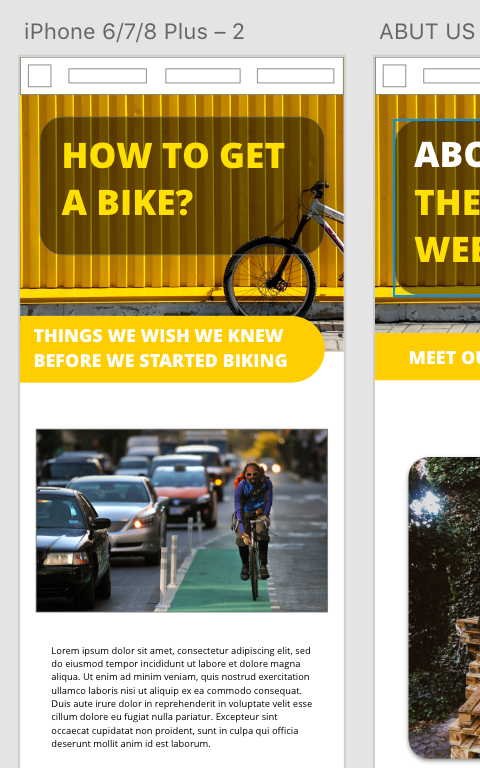 iPhone 6/7/8 Plus – 2
HOW TO GET
A BIKE?
THINGS WE WISH WE KNEW
BEFORE WE STARTED BIKING
Lorem ipsum dolor sit amet, consectetur adipiscing elit, sed
do eiusmod tempor incididunt ut labore et dolore magna
aliqua. Ut enim ad minim veniam, quis nostrud exercitation
ullamco laboris nisi ut aliquip ex ea commodo consequat.
Duis aute irure dolor in reprehenderit in voluptate velit esse
cillum dolore eu fugiat nulla pariatur. Excepteur sint
occaecat cupidatat non proident, sunt in culpa qui officia
deserunt mollit anim id est laborum.
ABUT US
ABO
THE
WEE
MEET OU